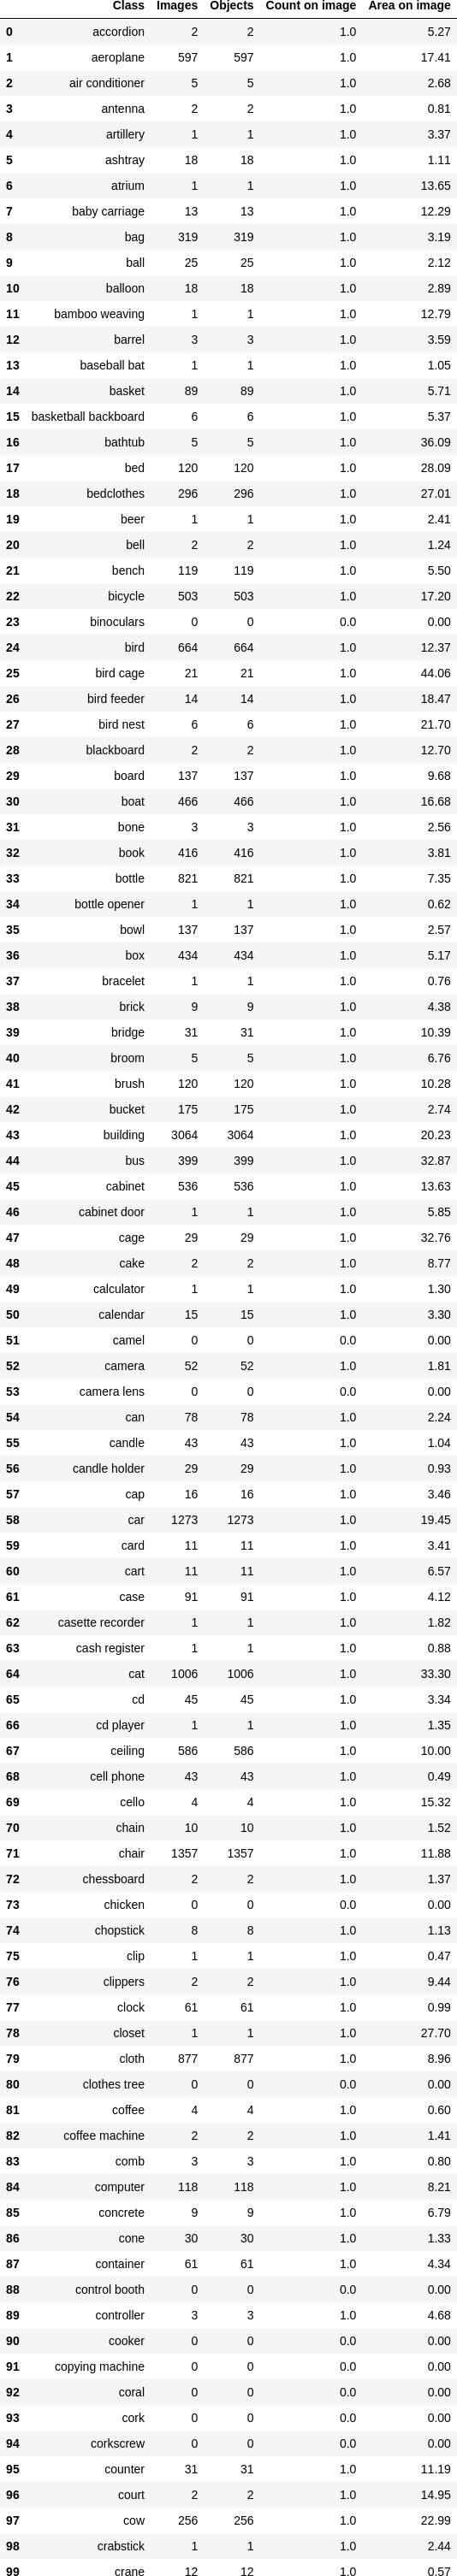 Class Images Objects Count on image Area on image
0 accordion 2 2 1.0 5.27
1 aeroplane 597 597 1.0 17.41
2 air conditioner 5 5 1.0 2.68
3 antenna 2 2 1.0 0.81
4 artillery 1 1 1.0 3.37
5 ashtray 18 18 1.0 1.11
6 atrium 1 1 1.0 13.65
7 baby carriage 13 13 1.0 12.29
8 bag 319 319 1.0 3.19
9 ball 25 25 1.0 2.12
10 balloon 18 18 1.0 2.89
11 bamboo weaving 1 1 1.0 12.79
12 barrel 3 3 1.0 3.59
13 baseball bat 1 1 1.0 1.05
14 basket 89 89 1.0 5.71
15 basketball backboard 6 6 1.0 5.37
16 bathtub 5 5 1.0 36.09
17 bed 120 120 1.0 28.09
18 bedclothes 296 296 1.0 27.01
19 beer 1 1 1.0 2.41
20 bell 2 2 1.0 1.24
21 bench 119 119 1.0 5.50
22 bicycle 503 503 1.0 17.20
23 binoculars 0 0 0.0 0.00
24 bird 664 664 1.0 12.37
25 bird cage 21 21 1.0 44.06
26 bird feeder 14 14 1.0 18.47
27 bird nest 6 6 1.0 21.70
28 blackboard 2 2 1.0 12.70
29 board 137 137 1.0 9.68
30 boat 466 466 1.0 16.68
31 bone 3 3 1.0 2.56
32 book 416 416 1.0 3.81
33 bottle 821 821 1.0 7.35
34 bottle opener 1 1 1.0 0.62
35 bowl 137 137 1.0 2.57
36 box 434 434 1.0 5.17
37 bracelet 1 1 1.0 0.76
38 brick 9 9 1.0 4.38
39 bridge 31 31 1.0 10.39
40 broom 5 5 1.0 6.76
41 brush 120 120 1.0 10.28
42 bucket 175 175 1.0 2.74
43 building 3064 3064 1.0 20.23
44 bus 399 399 1.0 32.87
45 cabinet 536 536 1.0 13.63
46 cabinet door 1 1 1.0 5.85
47 cage 29 29 1.0 32.76
48 cake 2 2 1.0 8.77
49 calculator 1 1 1.0 1.30
50 calendar 15 15 1.0 3.30
51 camel 0 0 0.0 0.00
52 camera 52 52 1.0 1.81
53 camera lens 0 0 0.0 0.00
54 can 78 78 1.0 2.24
55 candle 43 43 1.0 1.04
56 candle holder 29 29 1.0 0.93
57 cap 16 16 1.0 3.46
58 car 1273 1273 1.0 19.45
59 card 11 11 1.0 3.41
60 cart 11 11 1.0 6.57
61 case 91 91 1.0 4.12
62 casette recorder 1 1 1.0 1.82
63 cash register 1 1 1.0 0.88
64 cat 1006 1006 1.0 33.30
65 cd 45 45 1.0 3.34
66 cd player 1 1 1.0 1.35
67 ceiling 586 586 1.0 10.00
68 cell phone 43 43 1.0 0.49
69 cello 4 4 1.0 15.32
70 chain 10 10 1.0 1.52
71 chair 1357 1357 1.0 11.88
72 chessboard 2 2 1.0 1.37
73 chicken 0 0 0.0 0.00
74 chopstick 8 8 1.0 1.13
75 clip 1 1 1.0 0.47
76 clippers 2 2 1.0 9.44
77 clock 61 61 1.0 0.99
78 closet 1 1 1.0 27.70
79 cloth 877 877 1.0 8.96
80 clothes tree 0 0 0.0 0.00
81 coffee 4 4 1.0 0.60
82 coffee machine 2 2 1.0 1.41
83 comb 3 3 1.0 0.80
84 computer 118 118 1.0 8.21
85 concrete 9 9 1.0 6.79
86 cone 30 30 1.0 1.33
87 container 61 61 1.0 4.34
88 control booth 0 0 0.0 0.00
89 controller 3 3 1.0 4.68
90 cooker 0 0 0.0 0.00
91 copying machine 0 0 0.0 0.00
92 coral 0 0 0.0 0.00
93 cork 0 0 0.0 0.00
94 corkscrew 0 0 0.0 0.00
95 counter 31 31 1.0 11.19
96 court 2 2 1.0 14.95
97 cow 256 256 1.0 22.99
98 crabstick 1 1 1.0 2.44
99 crane 12 12 1.0 0.57